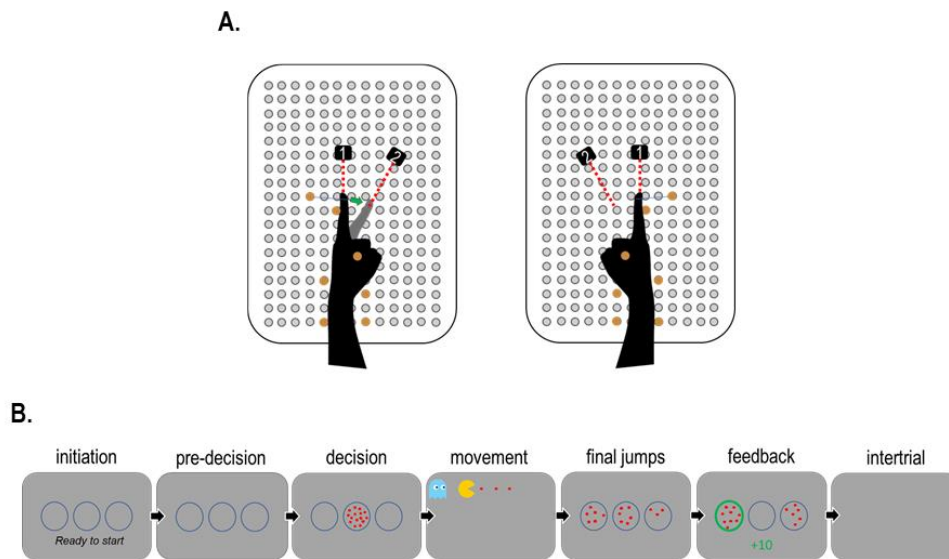 A.
1
2
2
1
B.
initiation
pre-decision
decision
movement
final jumps
feedback
intertrial
Ready to start
+10